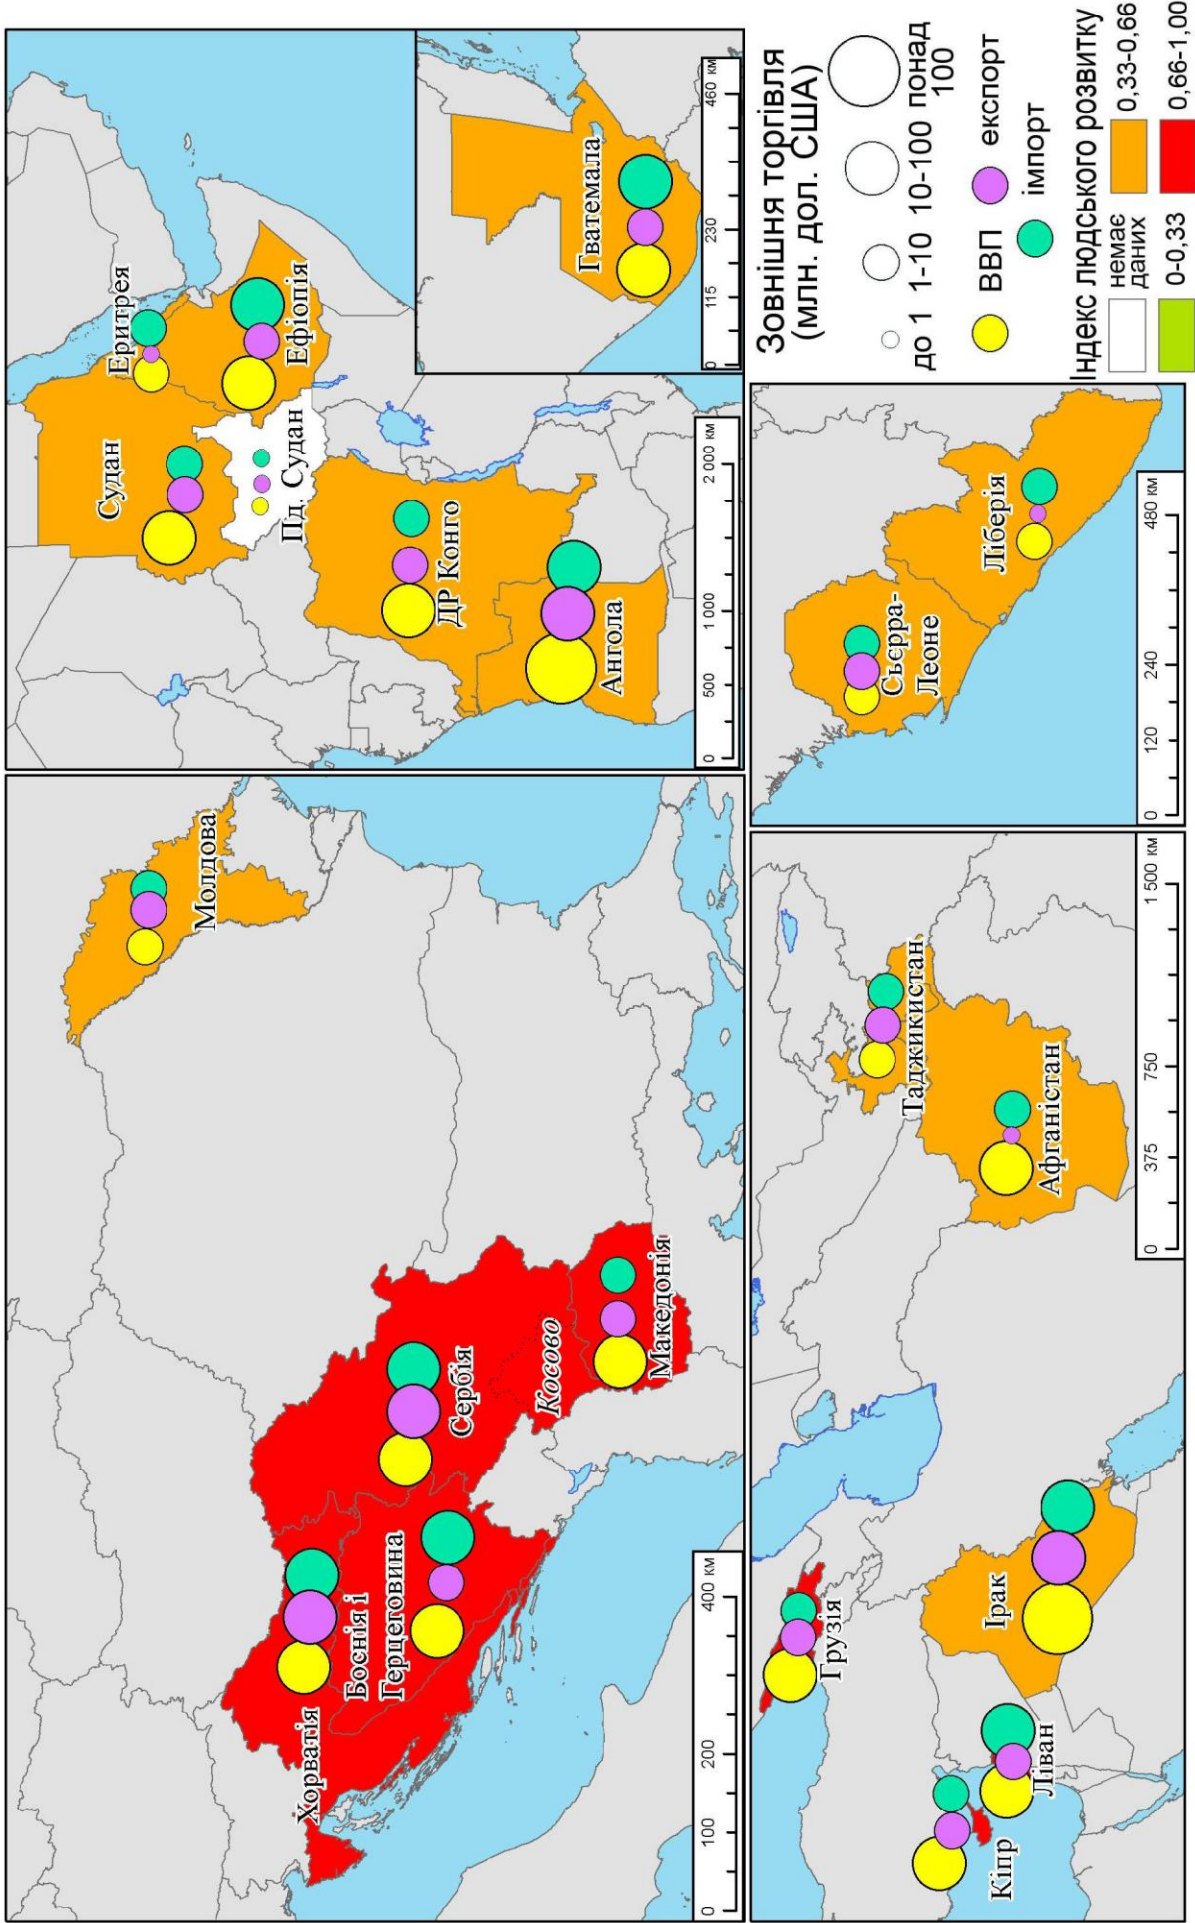 Молдова
Хорватія
Боснія і
Герцеговина
Сербія
Косово
Македонія
0 100 200 400 км
Судан
Еритрея
Ефіопія
Пд. Судан
ДР Конго
Ангола
0 500 1 000 2 000 км
Гватемала
0 115 230 460 км
Грузія
Кіпр
Ліван
Ірак
Таджикистан
Афганістан
0 375 750 1 500 км
Сьєрра-
Леоне
Ліберія
0 120 240 480 км
Зовнішня торгівля
(млн. дол. США)
до 1 1-10 10-100 понад
100
ВВП експорт
імпорт
Індекс людського розвитку
немає
даних
0,33-0,66
0-0,33
0,66-1,00